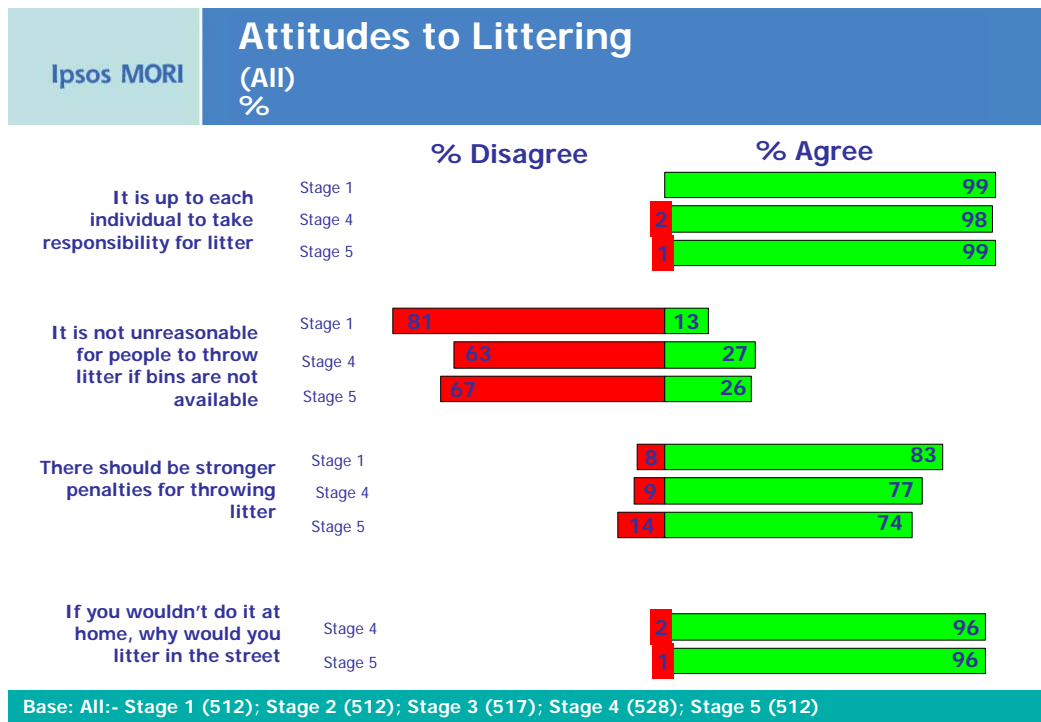 Ipsos MORI
Attitudes to Littering
(All)
%
% Disagree
% Agree
It is up to each
individual to take
responsibility for litter
Stage 1
99
Stage 4
2
98
Stage 5
1
99
It is not unreasonable
for people to throw
litter if bins are not
available
Stage 1
81
13
Stage 4
63
27
Stage 5
67
26
There should be stronger
penalties for throwing
litter
Stage 1
8
83
Stage 4
9
77
Stage 5
14
74
If you wouldn't do it at
home, why would you
litter in the street
Stage 4
2
96
Stage 5
1
96
Base: All:- Stage 1 (512); Stage 2 (512); Stage 3 (517); Stage 4 (528); Stage 5 (512)